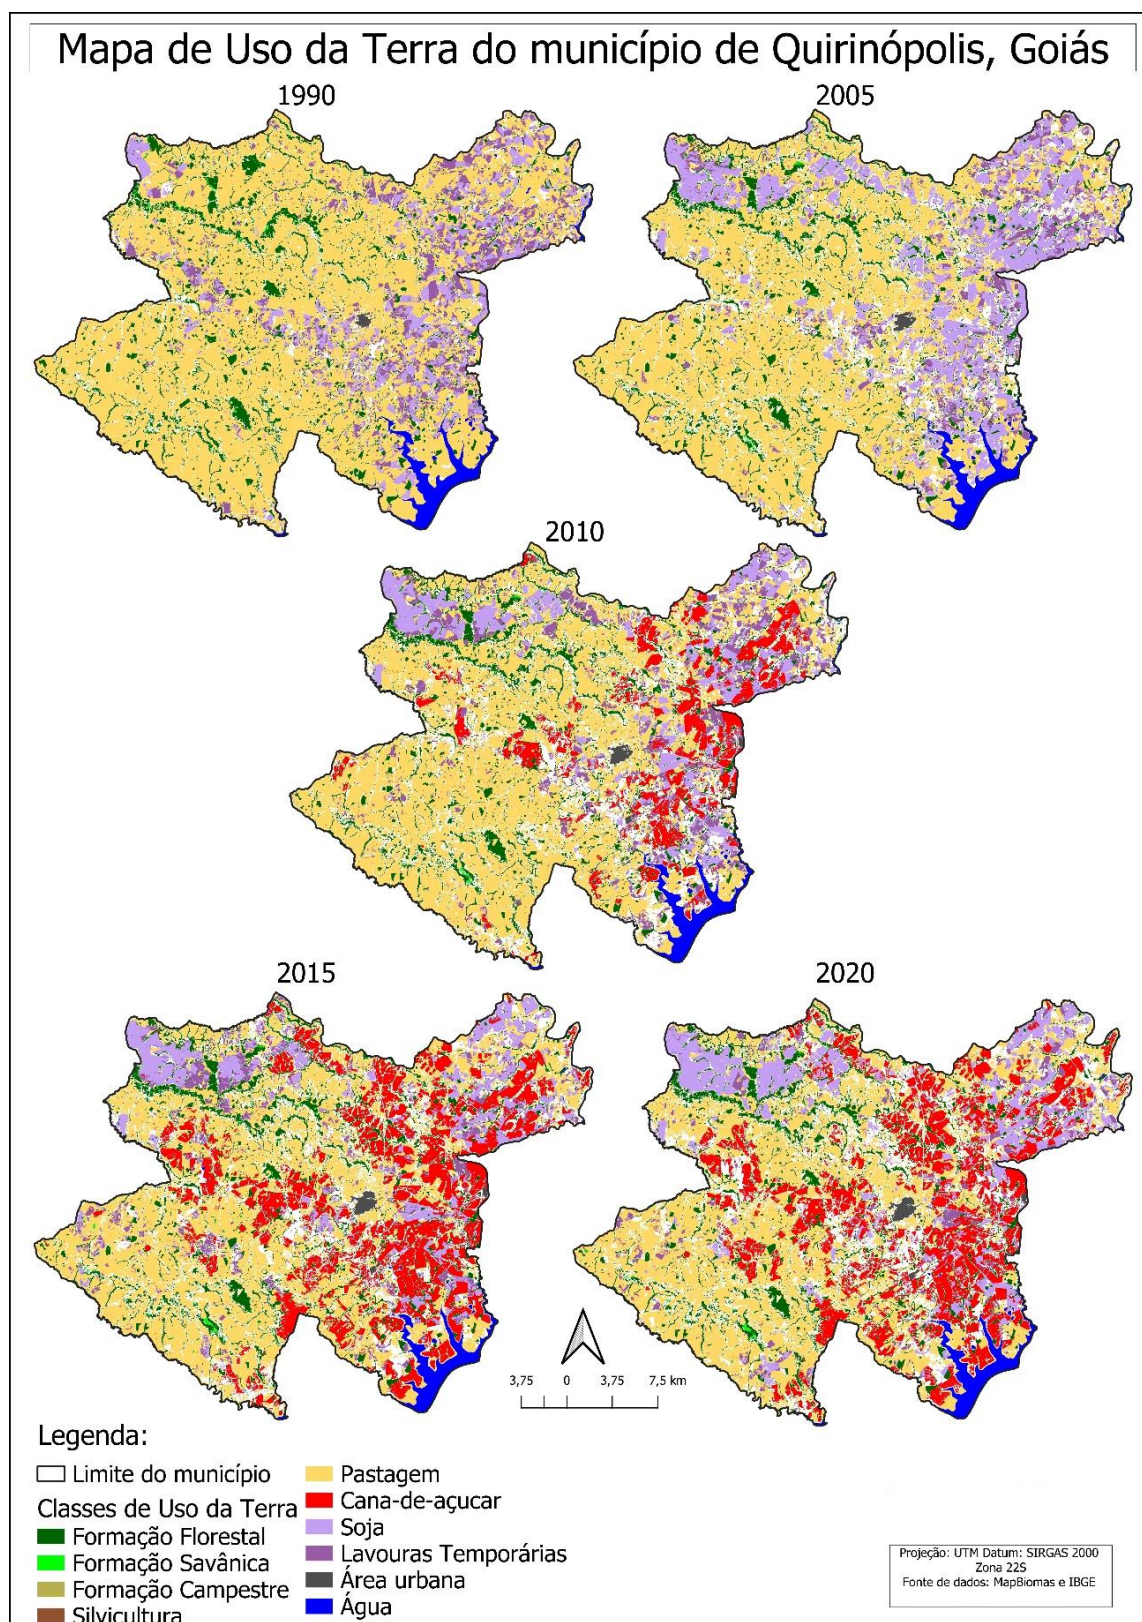 Mapa de Uso da Terra do município de Quirinópolis, Goiás
1990
2005
2010
2015
2020
3,75 0 3,75 7,5 km
Legenda:
Limite do município
Classes de Uso da Terra
Formação Florestal
Formação Savânica
Formação Campestre
Silvicultura
Pastagem
Cana-de-açucar
Soja
Lavouras Temporárias
Área urbana
Água
Projeção: UTM Datum: SIRGAS 2000
Zona 22S
Fonte de dados: MapBiomas e IBGE